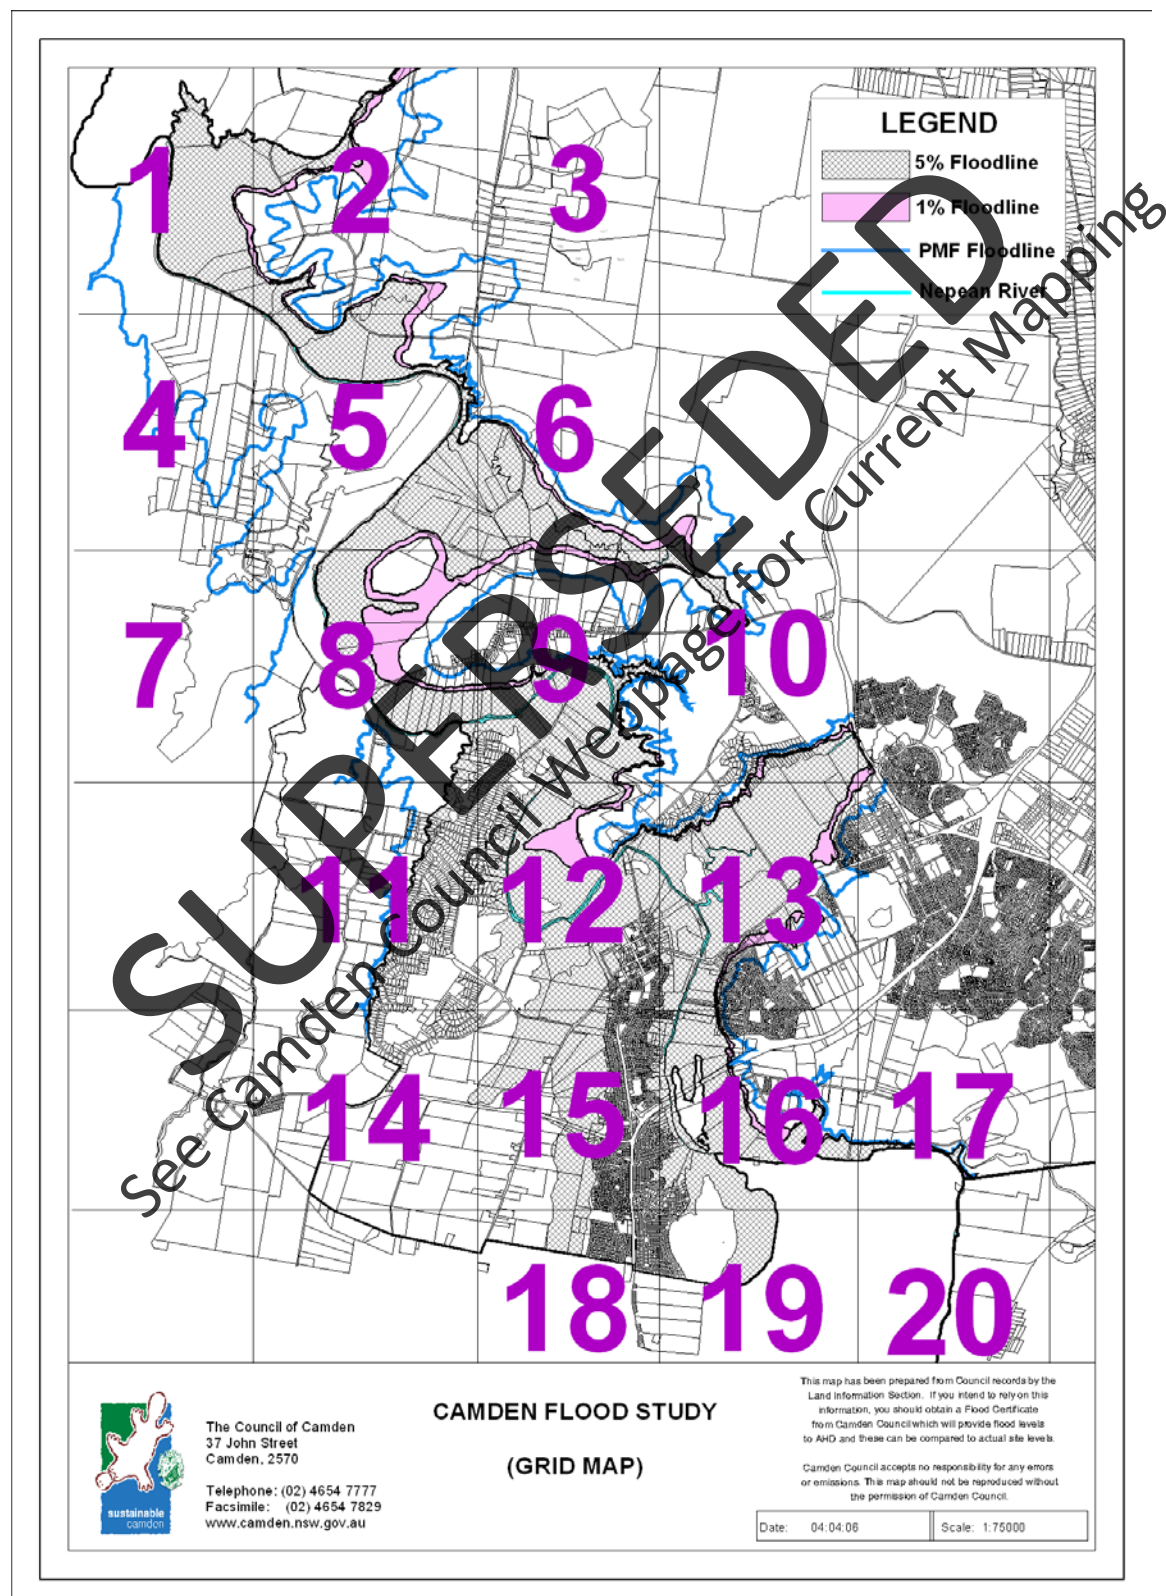 LEGEND
5% Floodline
1% Floodline
PMF Floodline
Nepean River
1
2
3
4
5
6
7
8
9
10
11
12
13
14
15
16
17
18
19
20
SUPERSEDED
See Camden Council Webpage for Current Mapping
sustainable
camden
The Council of Camden
37 John Street
Camden, 2570
Telephone: (02) 4654 7777
Facsimile: (02) 4654 7829
www.camden.nsw.gov.au
CAMDEN FLOOD STUDY
(GRID MAP)
This map has been prepared from Council records by the
Land Information Section. If you intend to rely on this
information, you should obtain a Flood Certificate
from Camden Council which will provide flood levels
to AHD and these can be compared to actual site levels.
Camden Council accepts no responsibility for any errors
or emissions. This map should not be reproduced without
the permission of Camden Council.
Date: 04:04:06
Scale: 1:75000